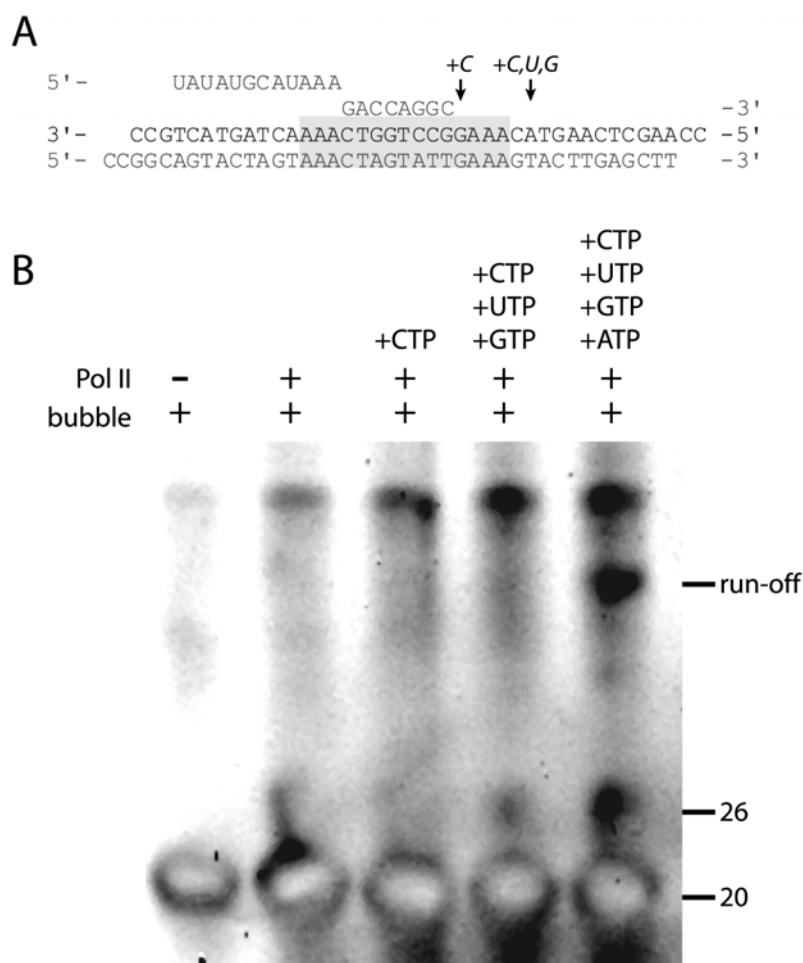 A
+C +C,U,G
5'- UAUAUGCAUAAA
GACCAGGC -3'
3'- CCGTCATGATCAAAACTGGTCCGGAAACATGAACTCGAACC -5'
5'- CCGGCAGTACTAGTAAACTAGTATTGAAAGTACTTGAGCTT -3'
B
+CTP
+CTP +UTP
+UTP +GTP
+CTP +GTP +ATP
Pol II - + + + +
bubble + + + + +
run-off
26
20